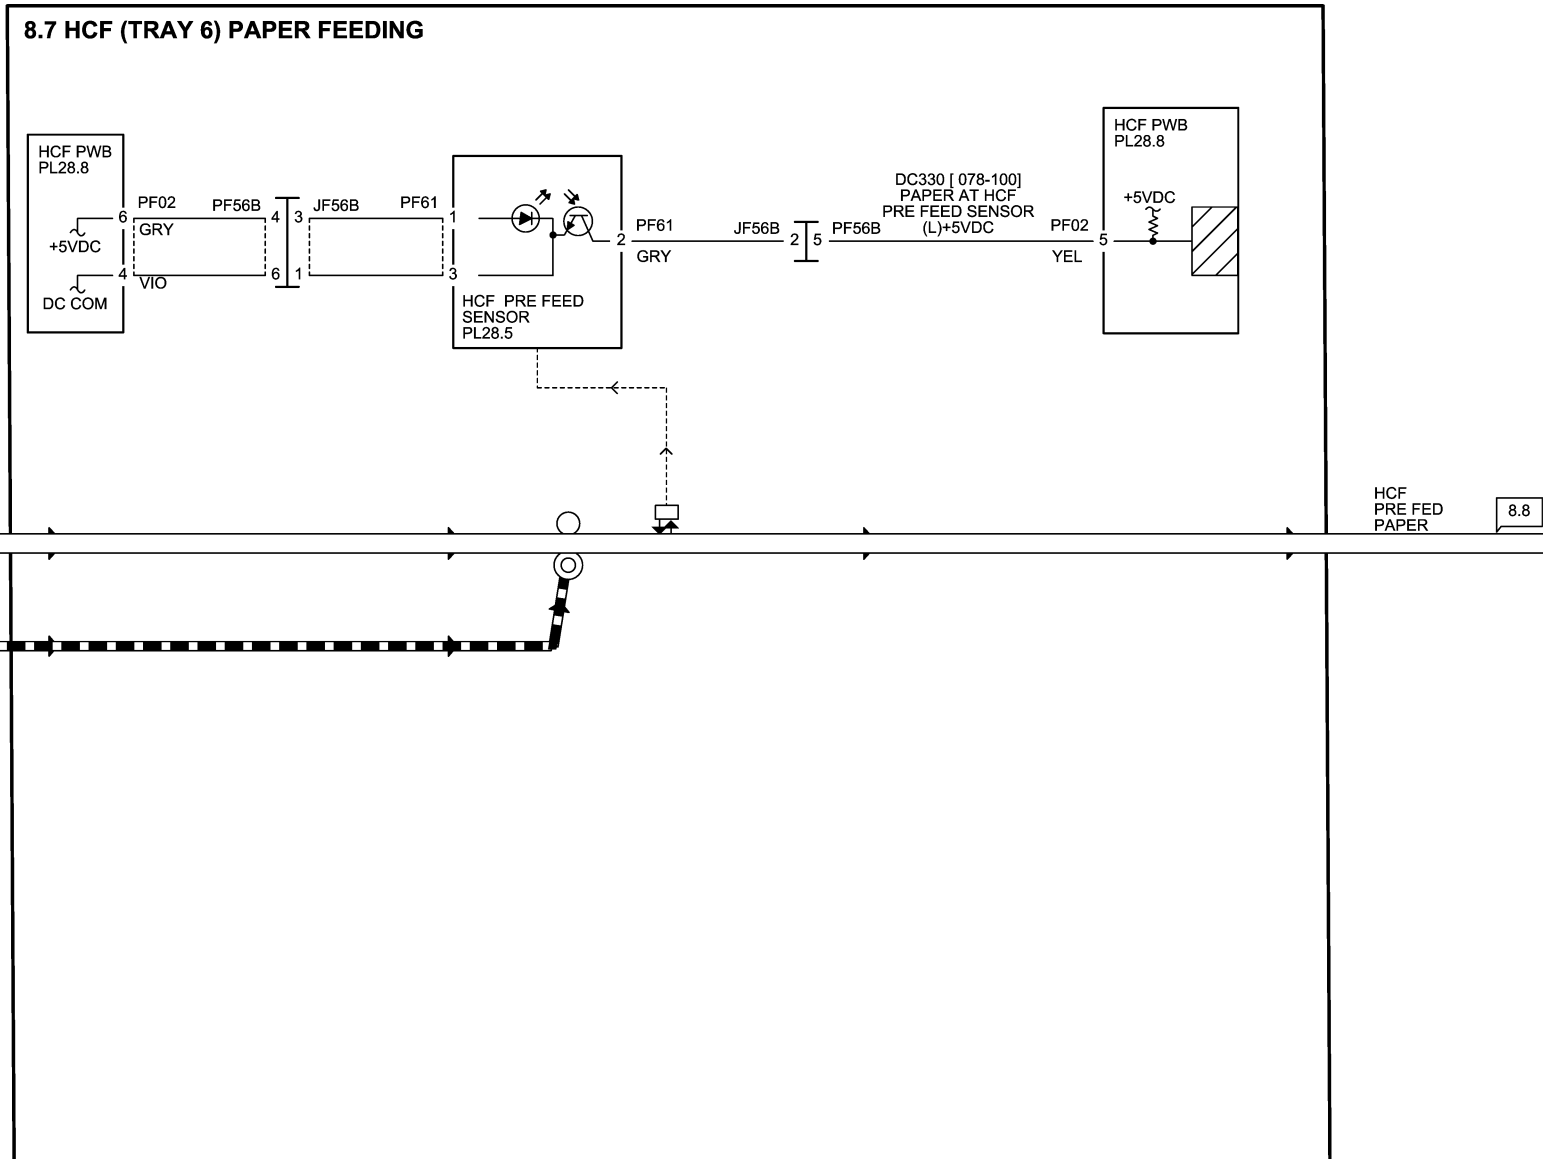 8.7 HCF (TRAY 6) PAPER FEEDING
HCF PWB
PL28.8
6
+5VDC
4
DC COM
PF02
GRY
VIO
PF56B
4
3
JF56B
6
1
PF61
1
3
HCF PRE FEED
SENSOR
PL28.5
2
PF61
GRY
JF56B
2
5
PF56B
DC330 [ 078-100]
PAPER AT HCF
PRE FEED SENSOR
(L)+5VDC
PF02
YEL
5
HCF PWB
PL28.8
+5VDC
HCF
PRE FED
PAPER
8.8